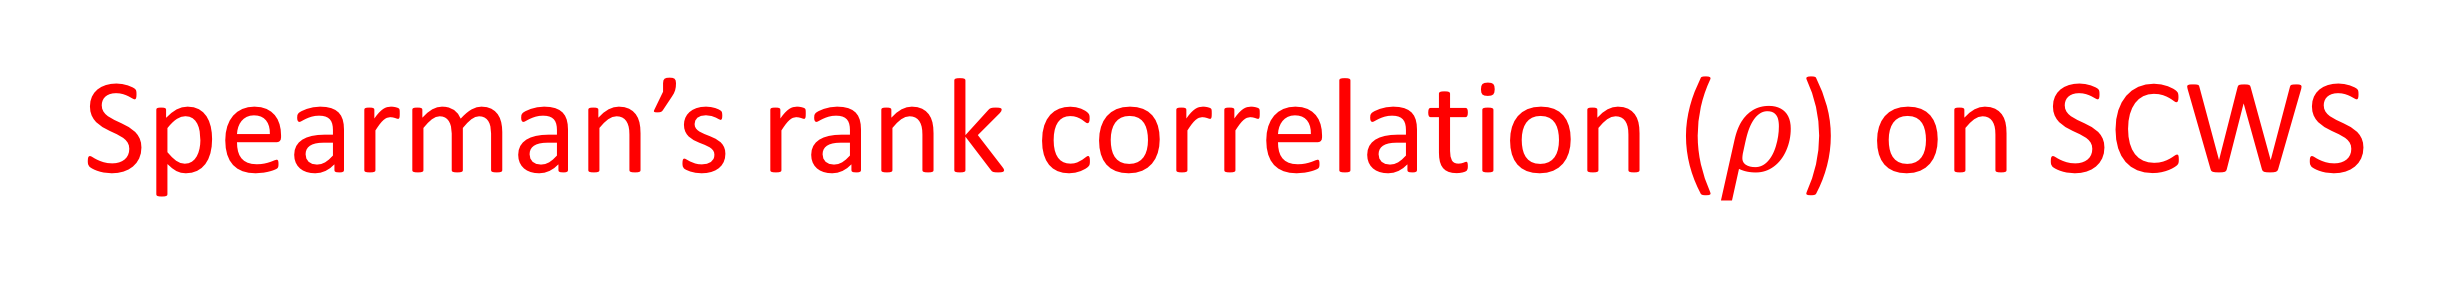 Spearman’s rank correlation (ρ) on SCWS